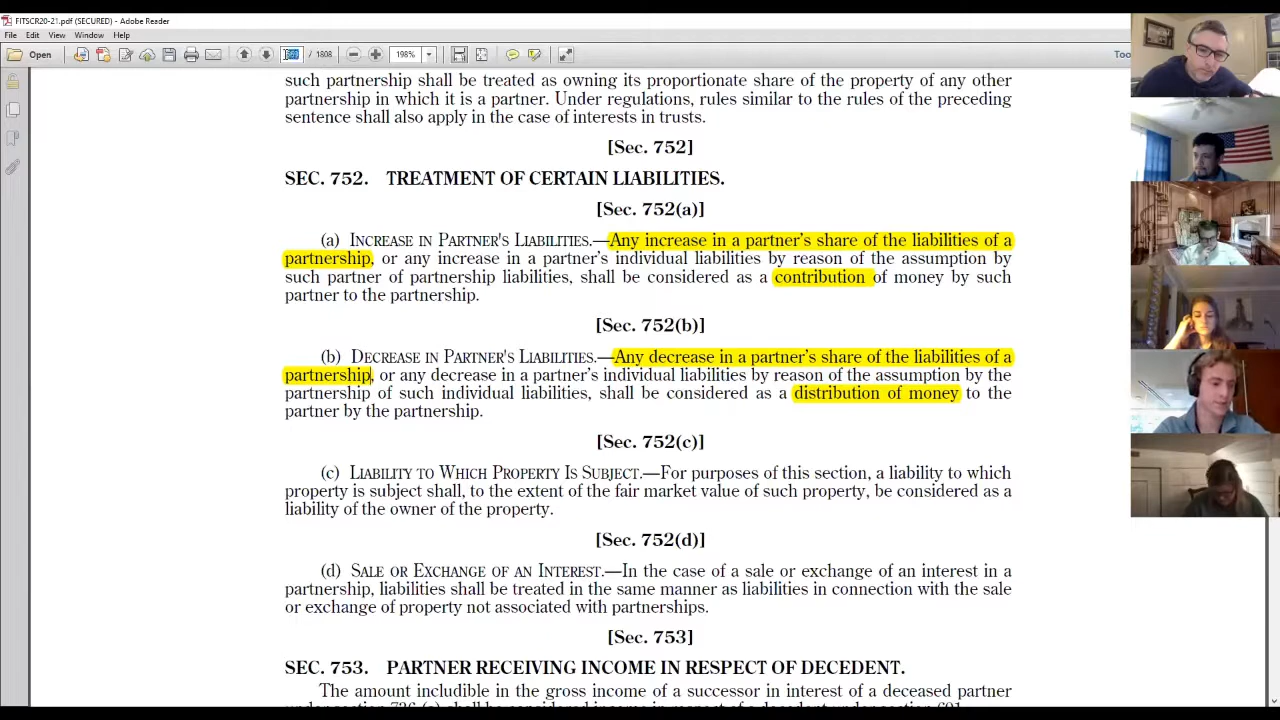 FITSCR20-21.pdf (SECURED) - Adobe Reader
File Edit View Window Help
Open / 1808 198% Too
such partnership shall be treated as owning its proportionate share of the property of any other
partnership in which it is a partner. Under regulations, rules similar to the rules of the preceding
sentence shall also apply in the case of interests in trusts.
[Sec. 752]
SEC. 752. TREATMENT OF CERTAIN LIABILITIES.
[Sec. 752(a)]
(a) INCREASE IN PARTNER'S LIABILITIES.—Any increase in a partner's share of the liabilities of a
partnership, or any increase in a partner's individual liabilities by reason of the assumption by
such partner of partnership liabilities, shall be considered as a contribution of money by such
partner to the partnership.
[Sec. 752(b)]
(b) DECREASE IN PARTNER'S LIABILITIES.—Any decrease in a partner's share of the liabilities of a
partnership, or any decrease in a partner's individual liabilities by reason of the assumption by the
partnership of such individual liabilities, shall be considered as a distribution of money to the
partner by the partnership.
[Sec. 752(c)]
(c) LIABILITY TO WHICH PROPERTY IS SUBJECT.—For purposes of this section, a liability to which
property is subject shall, to the extent of the fair market value of such property, be considered as a
liability of the owner of the property.
[Sec. 752(d)]
(d) SALE OR EXCHANGE OF AN INTEREST.—In the case of a sale or exchange of an interest in a
partnership, liabilities shall be treated in the same manner as liabilities in connection with the sale
or exchange of property not associated with partnerships.
[Sec. 753]
SEC. 753. PARTNER RECEIVING INCOME IN RESPECT OF DECEDENT.
The amount includible in the gross income of a successor in interest of a deceased partner